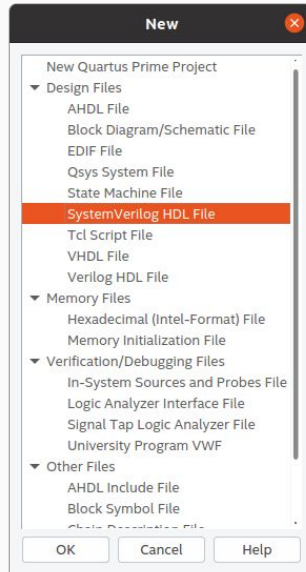 New
New Quartus Prime Project
Design Files
AHDL File
Block Diagram/Schematic File
EDIF File
Qsys System File
State Machine File
SystemVerilog HDL File
Tcl Script File
VHDL File
Verilog HDL File
Memory Files
Hexadecimal (Intel-Format) File
Memory Initialization File
Verification/Debugging Files
In-System Sources and Probes File
Logic Analyzer Interface File
Signal Tap Logic Analyzer File
University Program VWF
Other Files
AHDL Include File
Block Symbol File
Chain Description File
OK Cancel Help